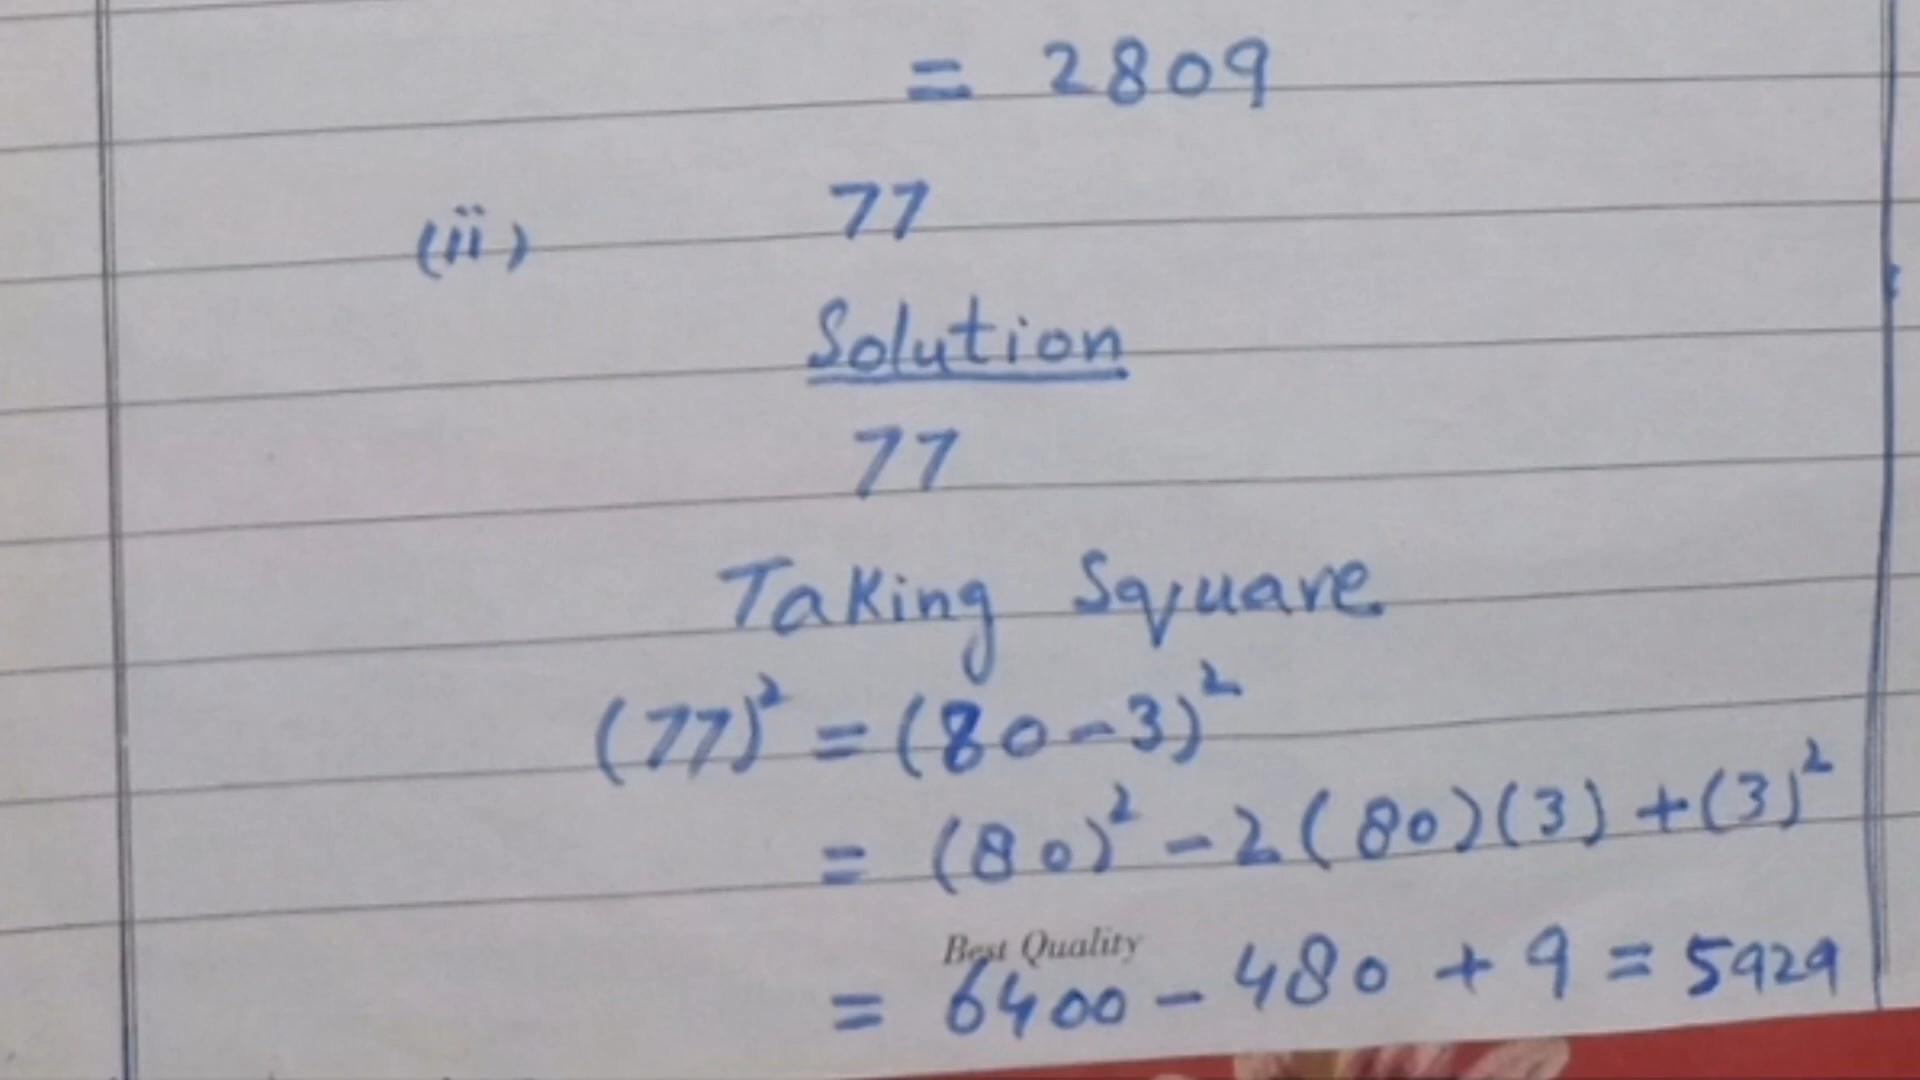 = 2809
(ii) 77
Solution
77
Taking Square
(77)² = (80-3)²
= (80)² - 2(80)(3) + (3)²
Best Quality
= 6400 - 480 + 9 = 5929